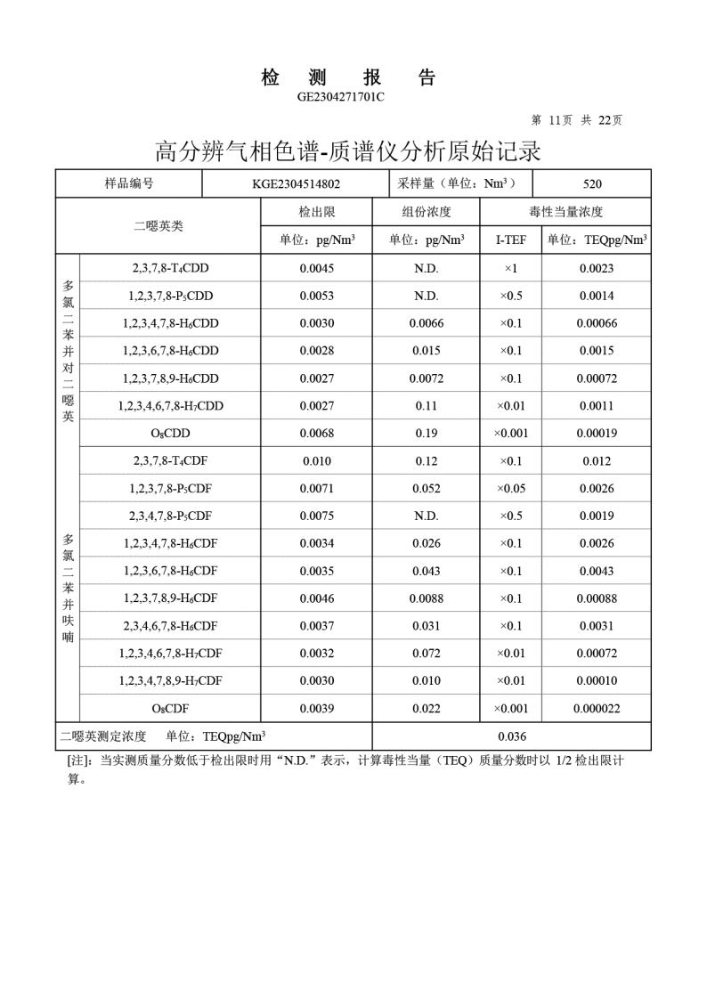 检 测 报 告
GE2304271701C
第 11页 共 22页
高分辨气相色谱-质谱仪分析原始记录
样品编号 KGE2304514802 采样量（单位：Nm³） 520
二噁英类 检出限 组份浓度 毒性当量浓度
单位：pg/Nm³ 单位：pg/Nm³ I-TEF 单位：TEQpg/Nm³
多氯二苯并对二噁英
2,3,7,8-T₄CDD 0.0045 N.D. ×1 0.0023
1,2,3,7,8-P₅CDD 0.0053 N.D. ×0.5 0.0014
1,2,3,4,7,8-H₆CDD 0.0030 0.0066 ×0.1 0.00066
1,2,3,6,7,8-H₆CDD 0.0028 0.015 ×0.1 0.0015
1,2,3,7,8,9-H₆CDD 0.0027 0.0072 ×0.1 0.00072
1,2,3,4,6,7,8-H₇CDD 0.0027 0.11 ×0.01 0.0011
O₈CDD 0.0068 0.19 ×0.001 0.00019
多氯二苯并呋喃
2,3,7,8-T₄CDF 0.010 0.12 ×0.1 0.012
1,2,3,7,8-P₅CDF 0.0071 0.052 ×0.05 0.0026
2,3,4,7,8-P₅CDF 0.0075 N.D. ×0.5 0.0019
1,2,3,4,7,8-H₆CDF 0.0034 0.026 ×0.1 0.0026
1,2,3,6,7,8-H₆CDF 0.0035 0.043 ×0.1 0.0043
1,2,3,7,8,9-H₆CDF 0.0046 0.0088 ×0.1 0.00088
2,3,4,6,7,8-H₆CDF 0.0037 0.031 ×0.1 0.0031
1,2,3,4,6,7,8-H₇CDF 0.0032 0.072 ×0.01 0.00072
1,2,3,4,7,8,9-H₇CDF 0.0030 0.010 ×0.01 0.00010
O₈CDF 0.0039 0.022 ×0.001 0.000022
二噁英测定浓度 单位：TEQpg/Nm³ 0.036
[注]：当实测质量分数低于检出限时用“N.D.”表示，计算毒性当量（TEQ）质量分数时以 1/2 检出限计
算。